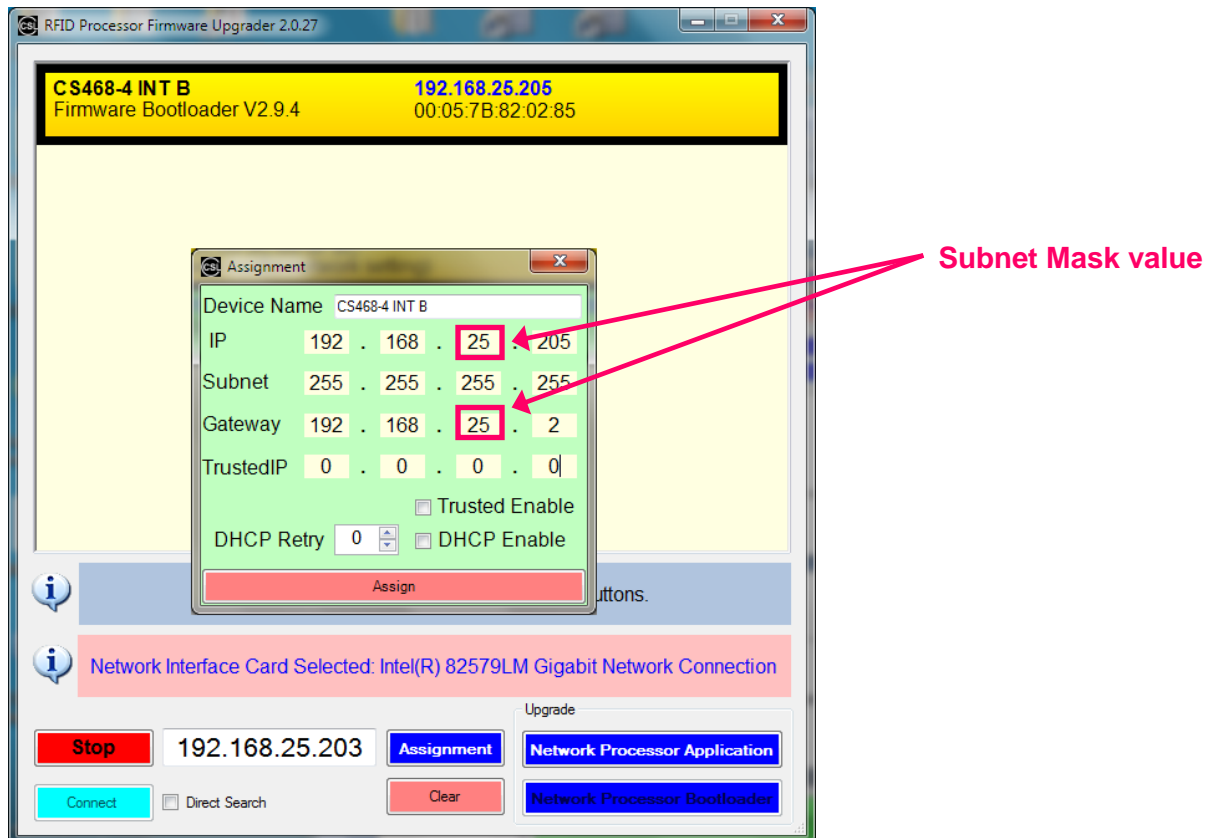 CSL RFID Processor Firmware Upgrader 2.0.27
CS468-4 INT B 192.168.25.205
Firmware Bootloader V2.9.4 00:05:7B:82:02:85
Subnet Mask value
CSL Assignment
Device Name CS468-4 INT B
IP 192 . 168 . 25 . 205
Subnet 255 . 255 . 255 . 255
Gateway 192 . 168 . 25 . 2
TrustedIP 0 . 0 . 0 . 0
Trusted Enable
DHCP Retry 0 DHCP Enable
Assign
uttons.
Network Interface Card Selected: Intel(R) 82579LM Gigabit Network Connection
Upgrade
Stop 192.168.25.203 Assignment Network Processor Application
Connect Direct Search Clear Network Processor Bootloader